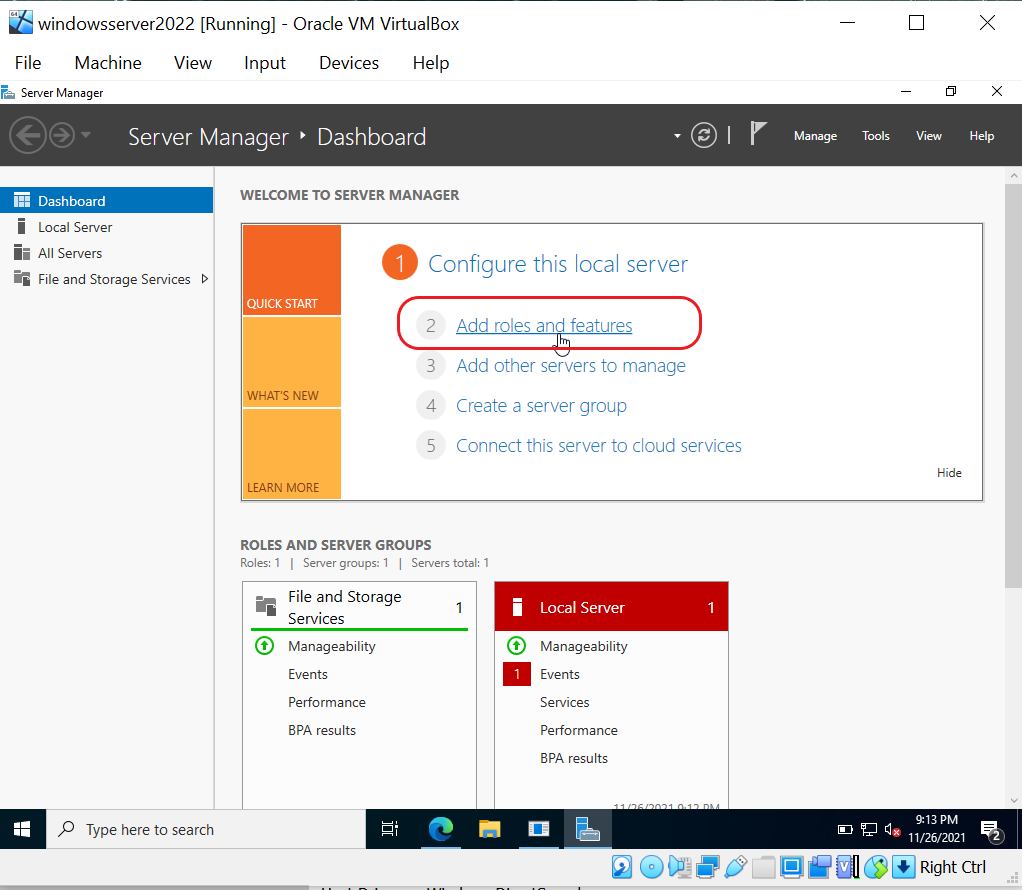 windowsserver2022 [Running] - Oracle VM VirtualBox
File Machine View Input Devices Help
Server Manager
Server Manager Dashboard
Manage Tools View Help
Dashboard
Local Server
All Servers
File and Storage Services
WELCOME TO SERVER MANAGER
QUICK START
WHAT'S NEW
LEARN MORE
1 Configure this local server
2 Add roles and features
3 Add other servers to manage
4 Create a server group
5 Connect this server to cloud services
Hide
ROLES AND SERVER GROUPS
Roles: 1 | Server groups: 1 | Servers total: 1
File and Storage
Services
1
Manageability
Events
Performance
BPA results
Local Server 1
Manageability
1 Events
Services
Performance
BPA results
11/26/2021 9:12 PM
Type here to search
9:13 PM
11/26/2021
2
Right Ctrl